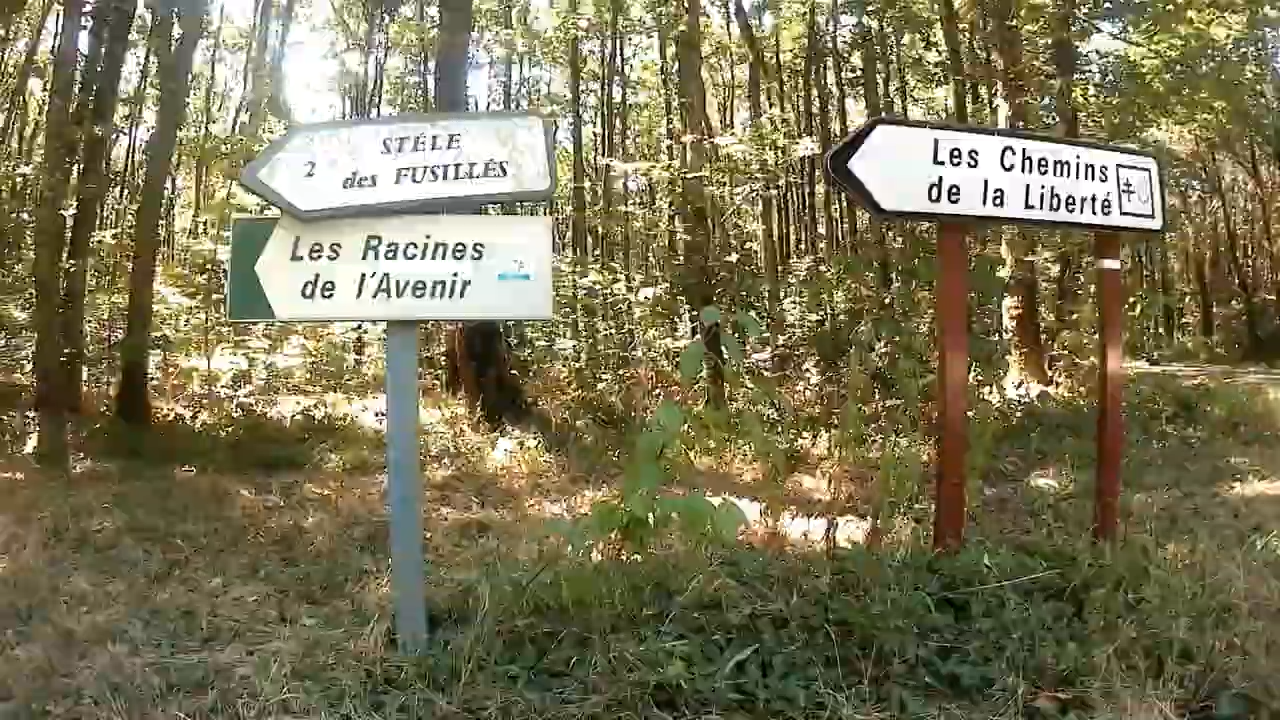 STÈLE
2 des FUSILLÉS
Les Racines
de l'Avenir
Les Chemins
de la Liberté